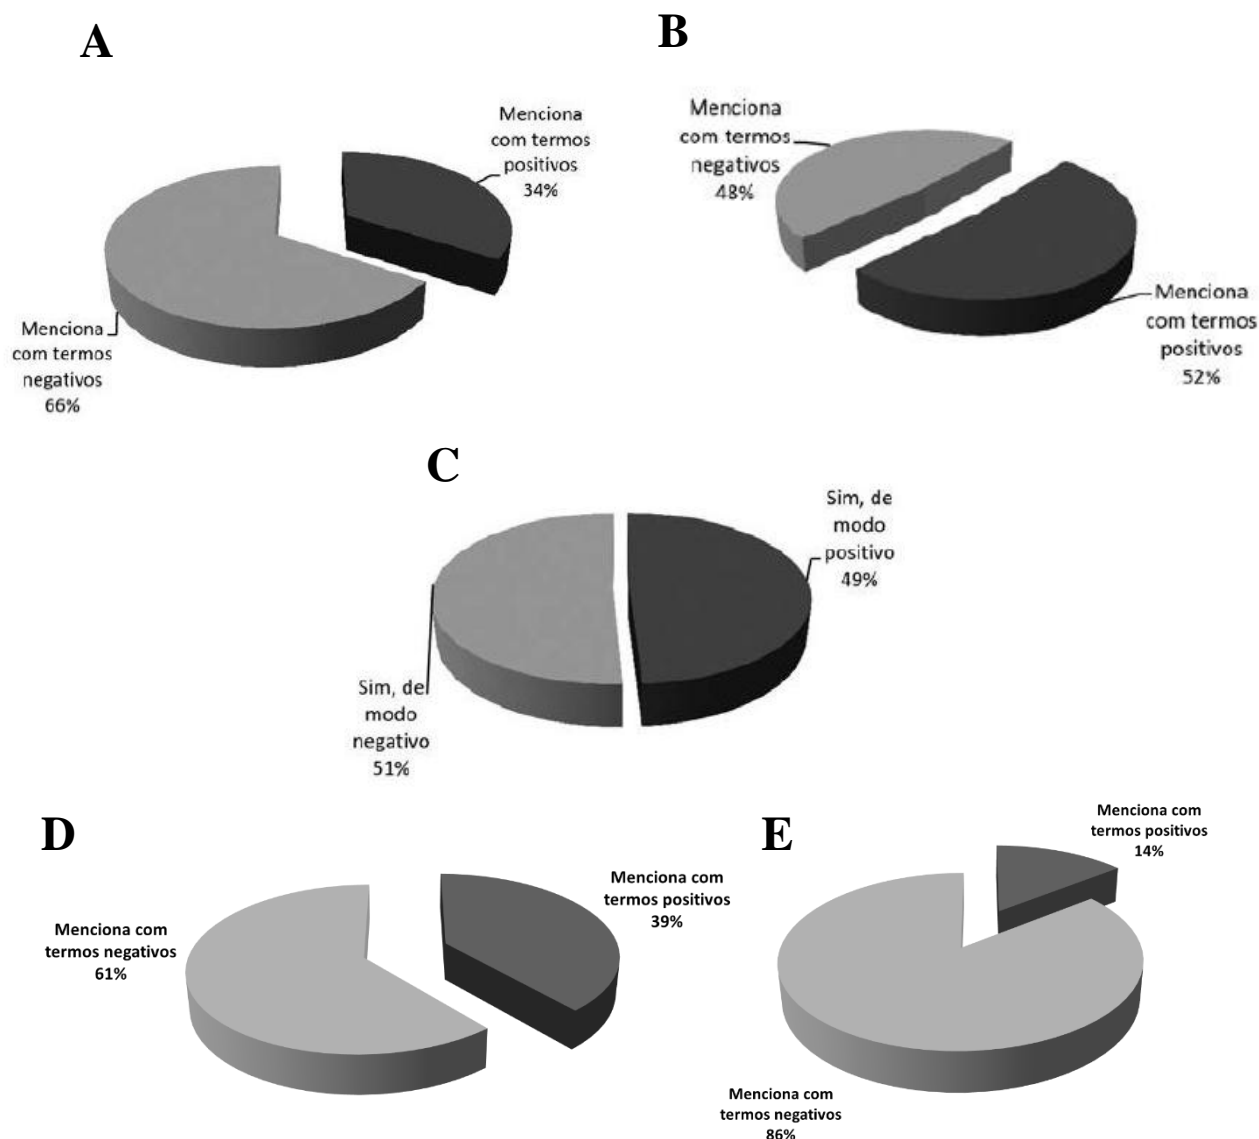 A
Menciona
com termos
positivos
34%
Menciona
com termos
negativos
66%
B
Menciona
com termos
negativos
48%
Menciona
com termos
positivos
52%
C
Sim, de
modo
positivo
49%
Sim, de
modo
negativo
51%
D
Menciona com
termos positivos
39%
Menciona com
termos negativos
61%
E
Menciona com
termos positivos
14%
Menciona com
termos negativos
86%